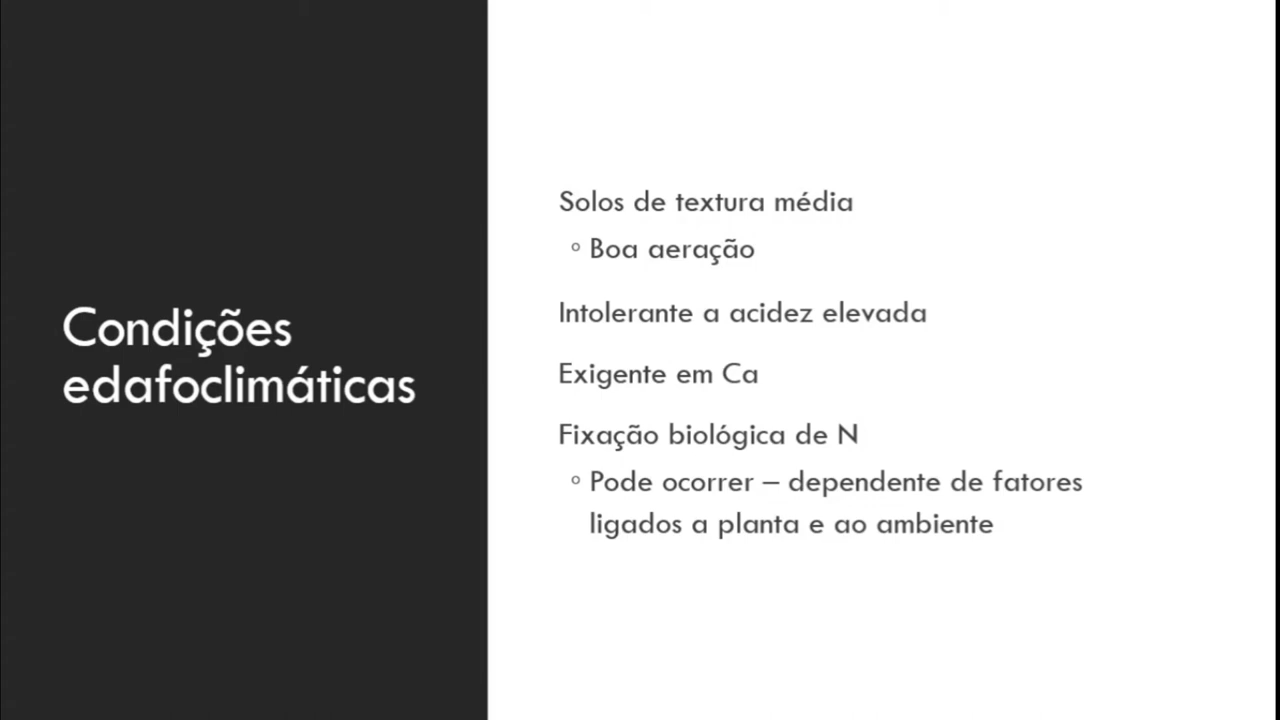 Condições
edafoclimáticas
Solos de textura média
◦ Boa aeração
Intolerante a acidez elevada
Exigente em Ca
Fixação biológica de N
◦ Pode ocorrer – dependente de fatores
ligados a planta e ao ambiente